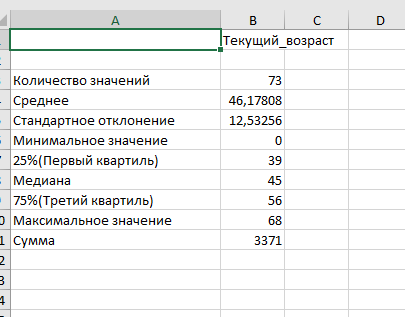 A B C D
Текущий_возраст
Количество значений 73
Среднее 46,17808
Стандартное отклонение 12,53256
Минимальное значение 0
25%(Первый квартиль) 39
Медиана 45
75%(Третий квартиль) 56
Максимальное значение 68
Сумма 3371